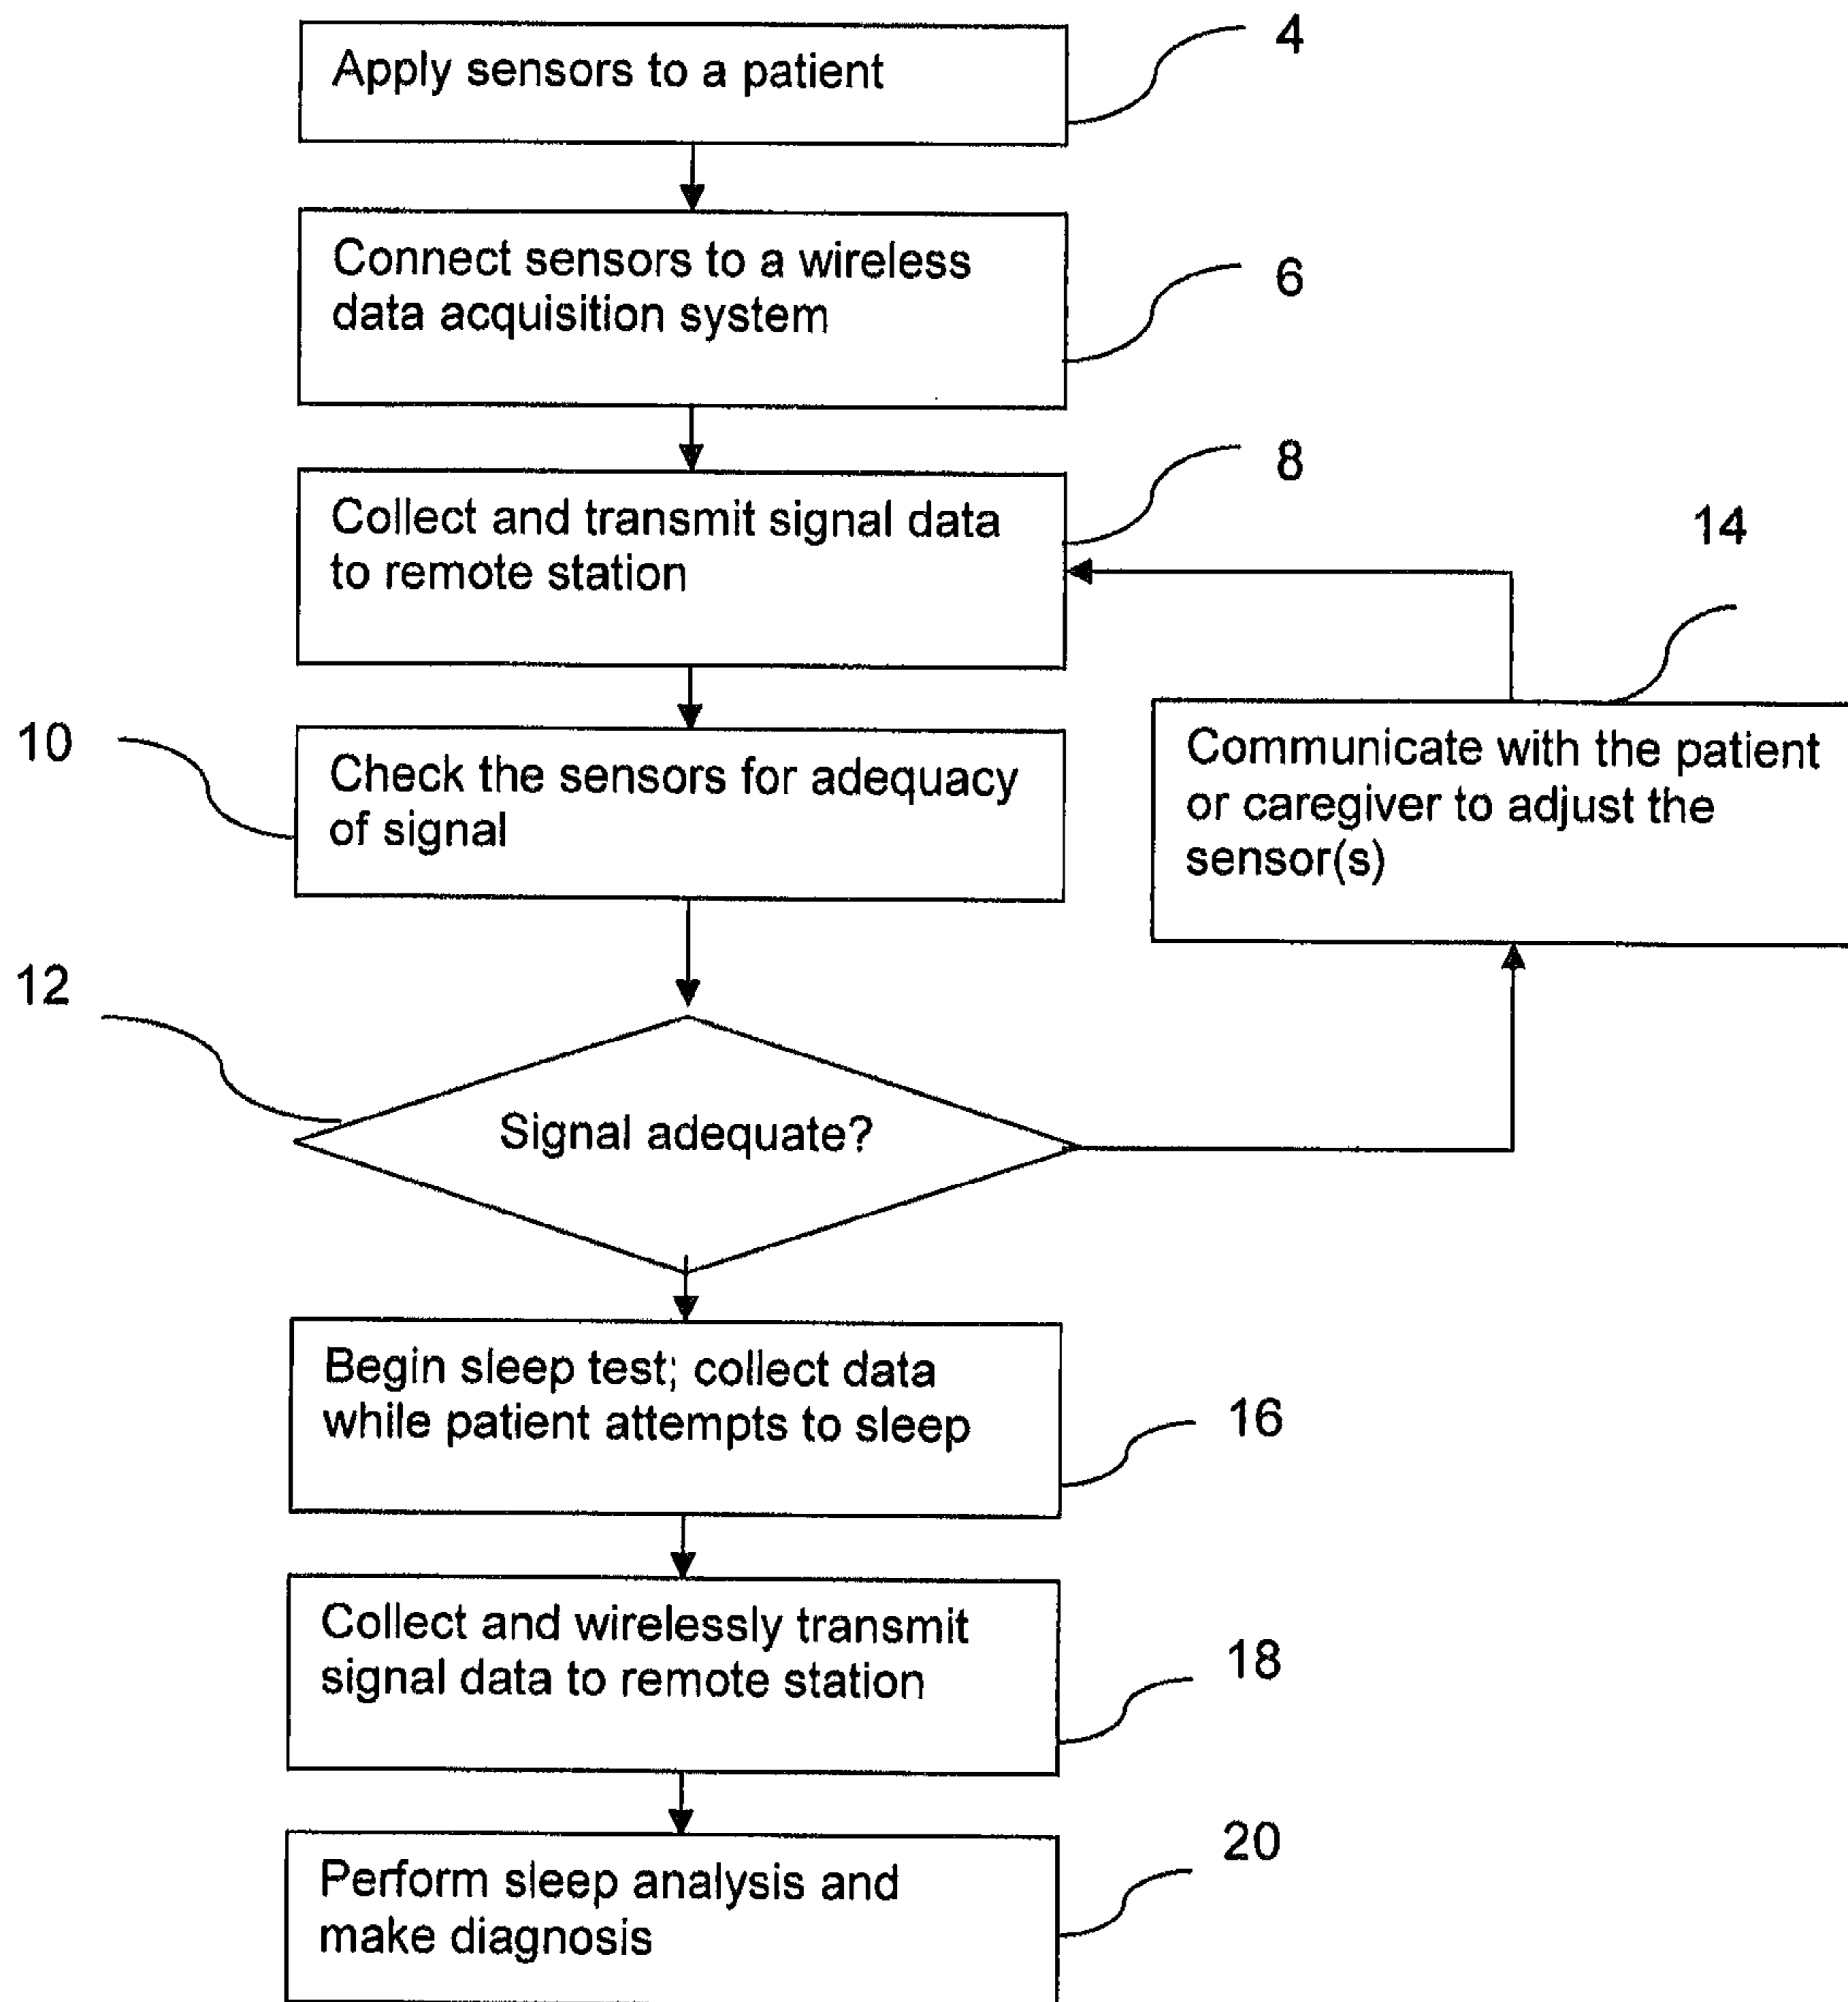 Apply sensors to a patient
4
Connect sensors to a wireless
data acquisition system
6
Collect and transmit signal data
to remote station
8
14
Communicate with the patient
or caregiver to adjust the
sensor(s)
10
Check the sensors for adequacy
of signal
12
Signal adequate?
Begin sleep test; collect data
while patient attempts to sleep
16
Collect and wirelessly transmit
signal data to remote station
18
Perform sleep analysis and
make diagnosis
20